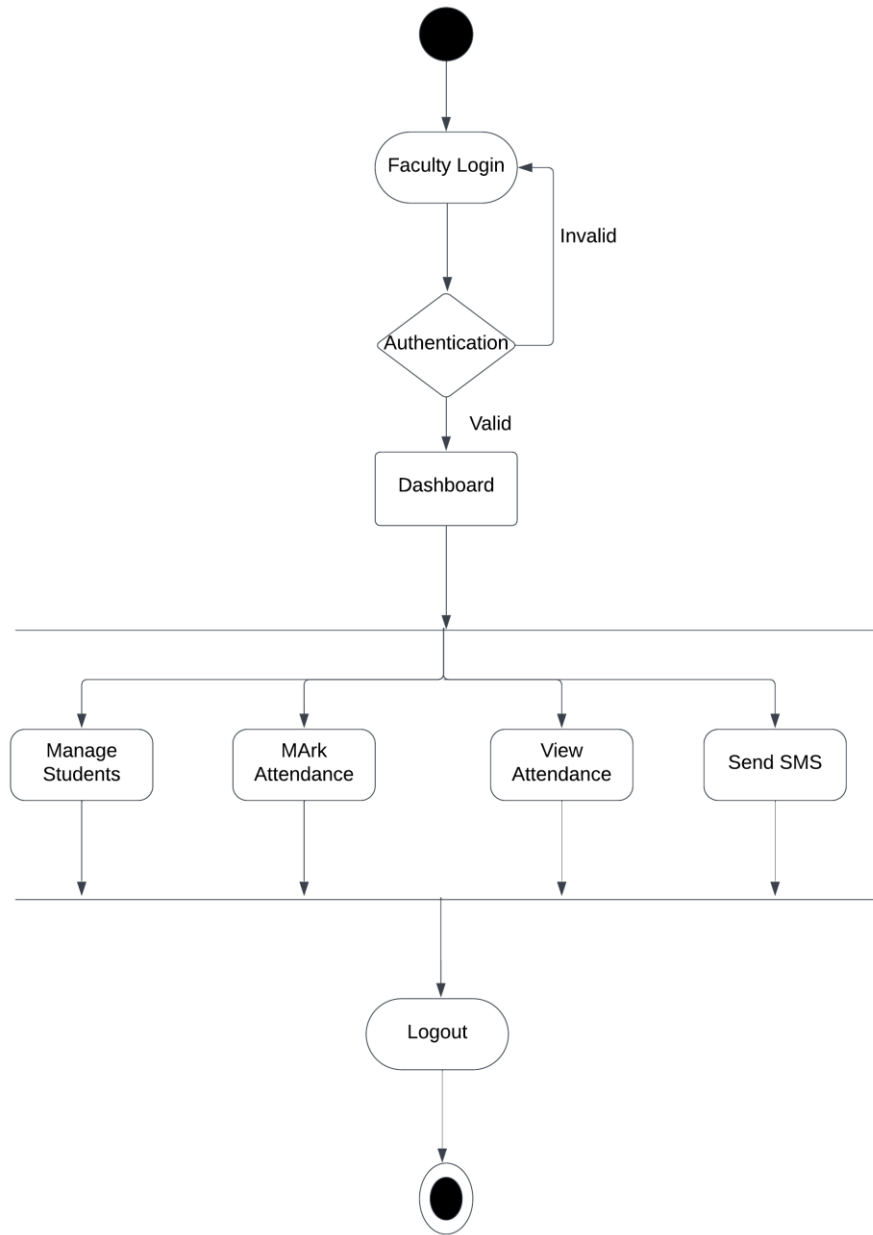 Faculty Login
Invalid
Authentication
Valid
Dashboard
Manage
Students
MArk
Attendance
View
Attendance
Send SMS
Logout